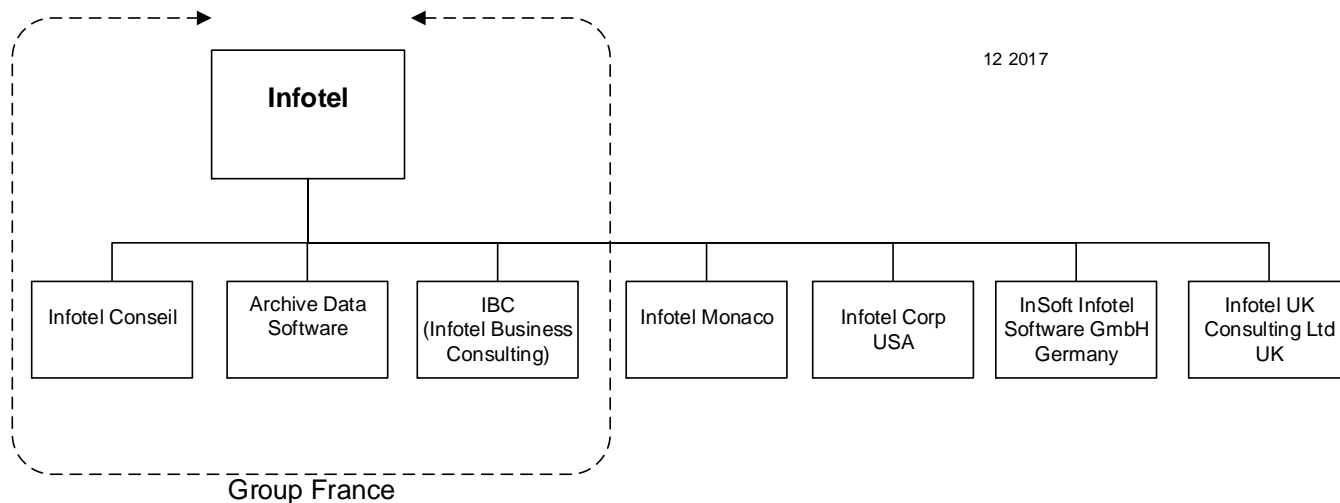 12 2017
Infotel
Infotel Conseil
Archive Data
Software
IBC
(Infotel Business
Consulting)
Infotel Monaco
Infotel Corp
USA
InSoft Infotel
Software GmbH
Germany
Infotel UK
Consulting Ltd
UK
Group France